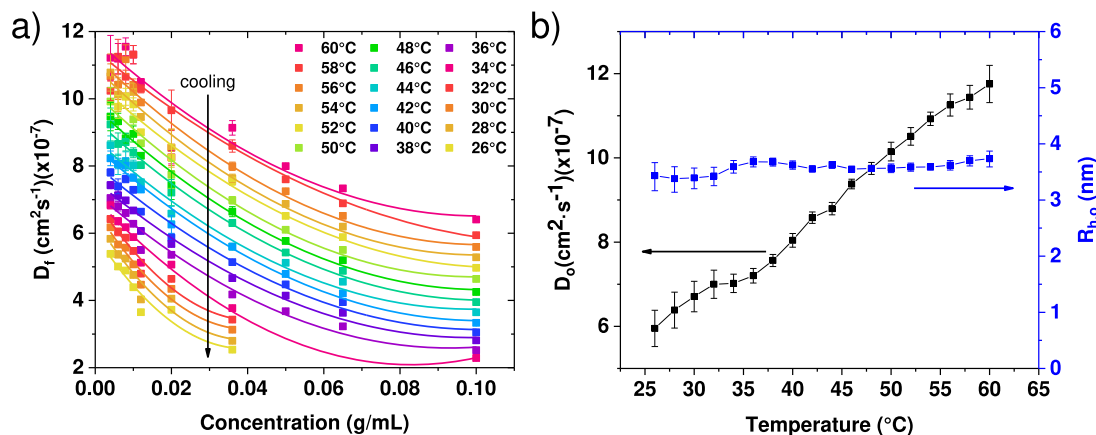 a)
12
10
8
6
4
2
D_f (cm²s⁻¹)(x10⁻⁷)
0.00 0.02 0.04 0.06 0.08 0.10
Concentration (g/mL)
cooling
60°C 48°C 36°C
58°C 46°C 34°C
56°C 44°C 32°C
54°C 42°C 30°C
52°C 40°C 28°C
50°C 38°C 26°C
b)
12
10
8
6
D_o(cm²·s⁻¹)(x10⁻⁷)
25 30 35 40 45 50 55 60 65
Temperature (°C)
6
5
4
3
2
1
0
R_h,o (nm)